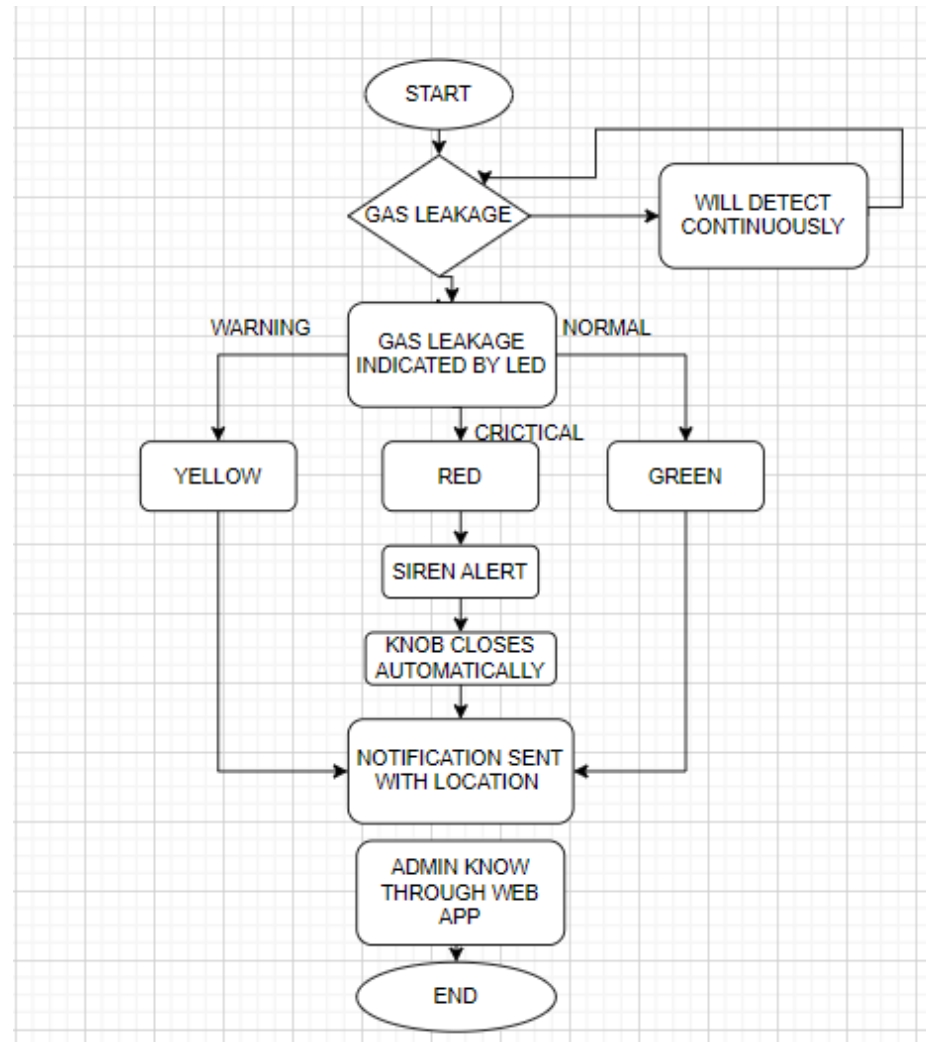 START
GAS LEAKAGE
WILL DETECT
CONTINUOUSLY
WARNING
GAS LEAKAGE
INDICATED BY LED
NORMAL
CRICTICAL
YELLOW
RED
GREEN
SIREN ALERT
KNOB CLOSES
AUTOMATICALLY
NOTIFICATION SENT
WITH LOCATION
ADMIN KNOW
THROUGH WEB
APP
END